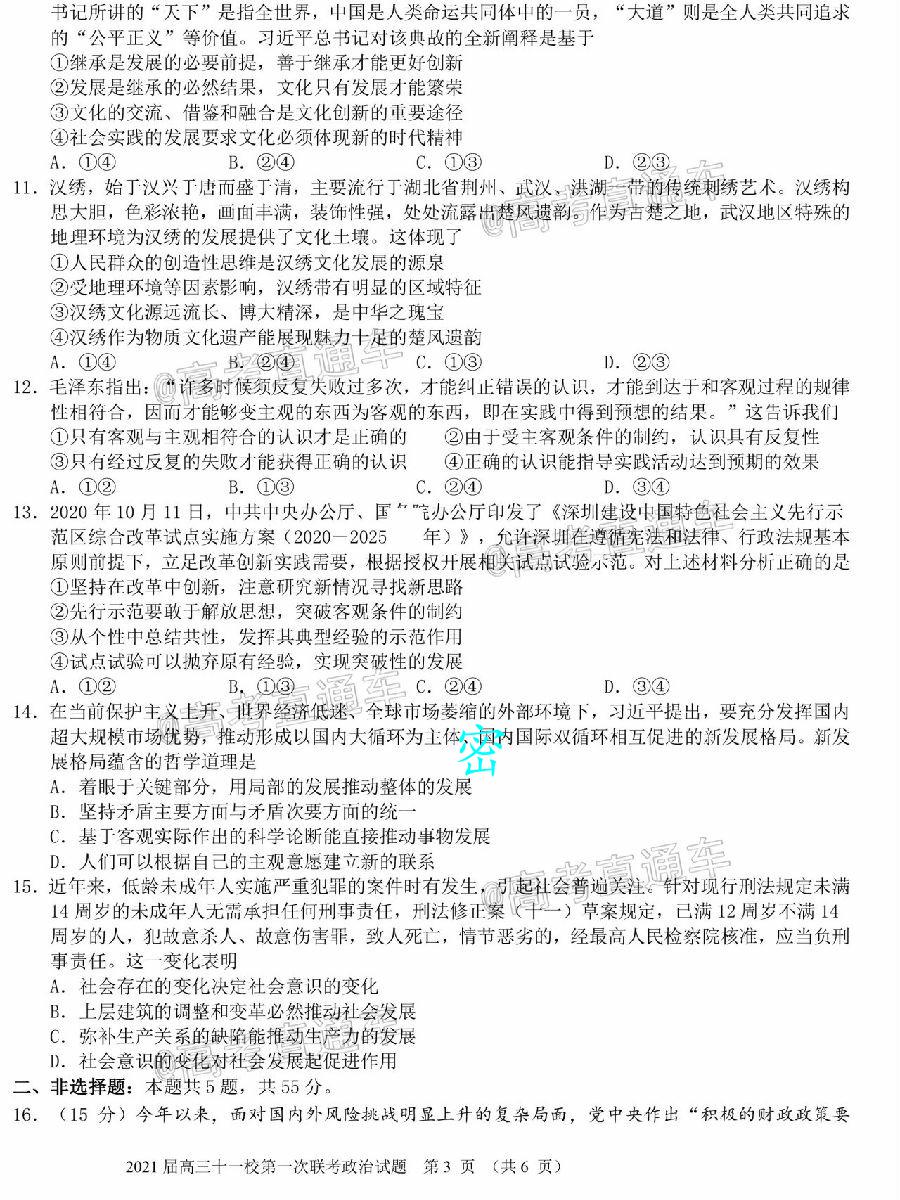 书记所讲的“天下”是指全世界，中国是人类命运共同体中的一员，“大道”则是全人类共同追求
的“公平正义”等价值。习近平总书记对该典故的全新阐释是基于
①继承是发展的必要前提，善于继承才能更好创新
②发展是继承的必然结果，文化只有发展才能繁荣
③文化的交流、借鉴和融合是文化创新的重要途径
④社会实践的发展要求文化必须体现新的时代精神
A．①④ B．②④ C．①③ D．②③
11．汉绣，始于汉兴于唐而盛于清，主要流行于湖北省荆州、武汉、洪湖一带的传统刺绣艺术。汉绣构
思大胆，色彩浓艳，画面丰满，装饰性强，处处流露出楚风遗韵。作为古楚之地，武汉地区特殊的
地理环境为汉绣的发展提供了文化土壤。这体现了
①人民群众的创造性思维是汉绣文化发展的源泉
②受地理环境等因素影响，汉绣带有明显的区域特征
③汉绣文化源远流长、博大精深，是中华之瑰宝
④汉绣作为物质文化遗产能展现魅力十足的楚风遗韵
A．①④ B．②④ C．①③ D．②③
12．毛泽东指出：“许多时候须反复失败过多次，才能纠正错误的认识，才能到达于和客观过程的规律
性相符合，因而才能够变主观的东西为客观的东西，即在实践中得到预想的结果。”这告诉我们
①只有客观与主观相符合的认识才是正确的 ②由于受主客观条件的制约，认识具有反复性
③只有经过反复的失败才能获得正确的认识 ④正确的认识能指导实践活动达到预期的效果
A．①② B．①③ C．②④ D．③④
13．2020 年 10 月 11 日，中共中央办公厅、国务院办公厅印发了《深圳建设中国特色社会主义先行示
范区综合改革试点实施方案（2020－2025 年）》，允许深圳在遵循宪法和法律、行政法规基本
原则前提下，立足改革创新实践需要，根据授权开展相关试点试验示范。对上述材料分析正确的是
①坚持在改革中创新，注意研究新情况寻找新思路
②先行示范要敢于解放思想，突破客观条件的制约
③从个性中总结共性，发挥其典型经验的示范作用
④试点试验可以抛弃原有经验，实现突破性的发展
A．①② B．①③ C．②④ D．③④
14．在当前保护主义上升、世界经济低迷、全球市场萎缩的外部环境下，习近平提出，要充分发挥国内
超大规模市场优势，推动形成以国内大循环为主体、国内国际双循环相互促进的新发展格局。新发
展格局蕴含的哲学道理是
密
A．着眼于关键部分，用局部的发展推动整体的发展
B．坚持矛盾主要方面与矛盾次要方面的统一
C．基于客观实际作出的科学论断能直接推动事物发展
D．人们可以根据自己的主观意愿建立新的联系
15．近年来，低龄未成年人实施严重犯罪的案件时有发生，引起社会普遍关注。针对现行刑法规定未满
14 周岁的未成年人无需承担任何刑事责任，刑法修正案（十一）草案规定，已满 12 周岁不满 14
周岁的人，犯故意杀人、故意伤害罪，致人死亡，情节恶劣的，经最高人民检察院核准，应当负刑
事责任。这一变化表明
A．社会存在的变化决定社会意识的变化
B．上层建筑的调整和变革必然推动社会发展
C．弥补生产关系的缺陷能推动生产力的发展
D．社会意识的变化对社会发展起促进作用
二、非选择题：本题共 5 题，共 55 分。
16．（15 分）今年以来，面对国内外风险挑战明显上升的复杂局面，党中央作出“积极的财政政策要
2021 届高三十一校第一次联考政治试题 第 3 页 （共 6 页）
@高考直通车
@高考直通车
@高考直通车
@高考直通车
@高考直通车
@高考直通车